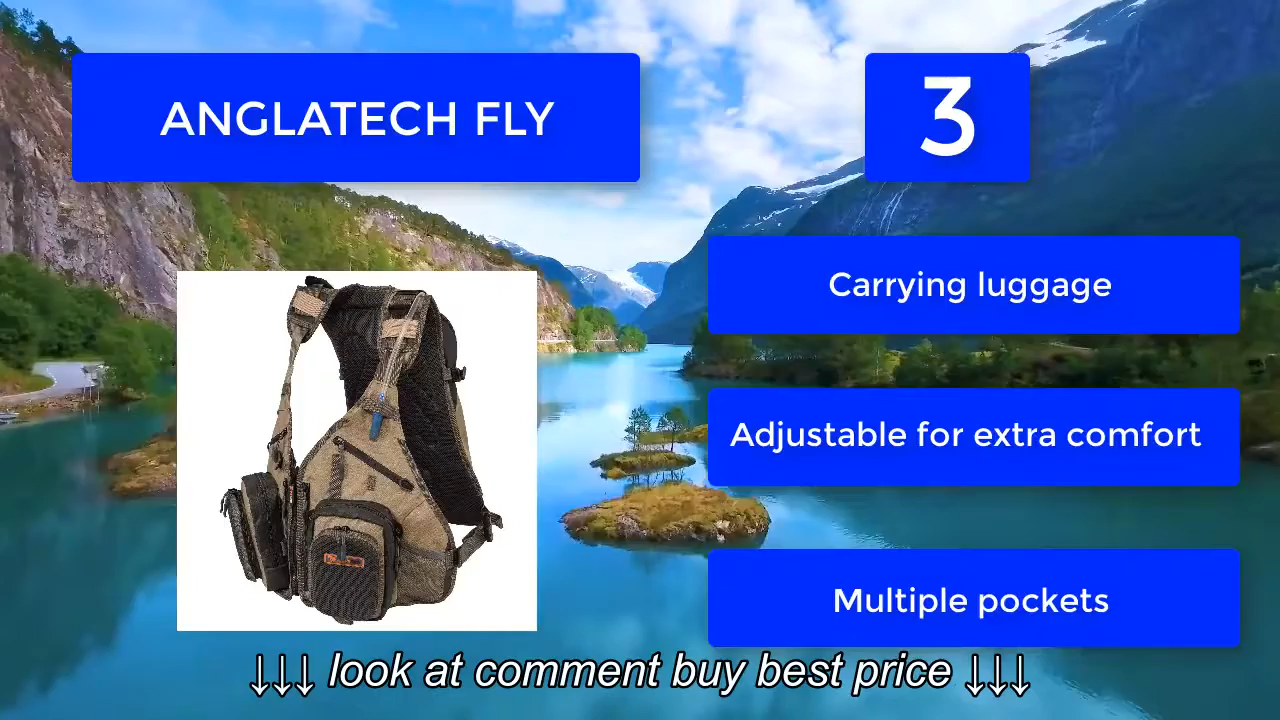 ANGLATECH FLY
3
Carrying luggage
Adjustable for extra comfort
Multiple pockets
↓↓↓ look at comment buy best price ↓↓↓